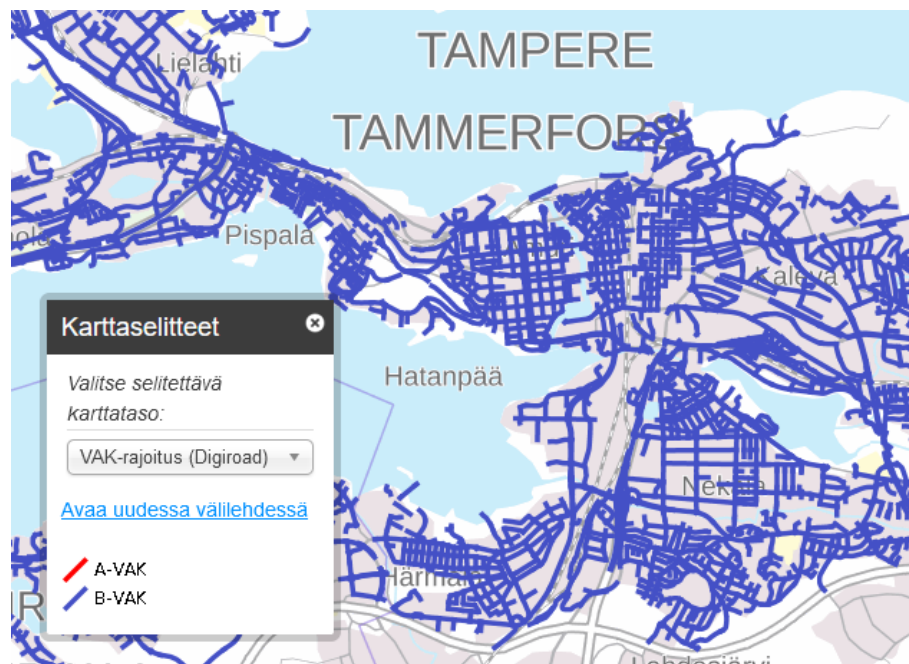 TAMPERE
Lielahti
TAMMERFORS
Pispala
Kaleva
Karttaselitteet
Valitse selitettävä
karttataso:
Hatanpää
VAK-rajoitus (Digiroad)
Nekala
Avaa uudessa välilehdessä
A-VAK
Härmälä
B-VAK